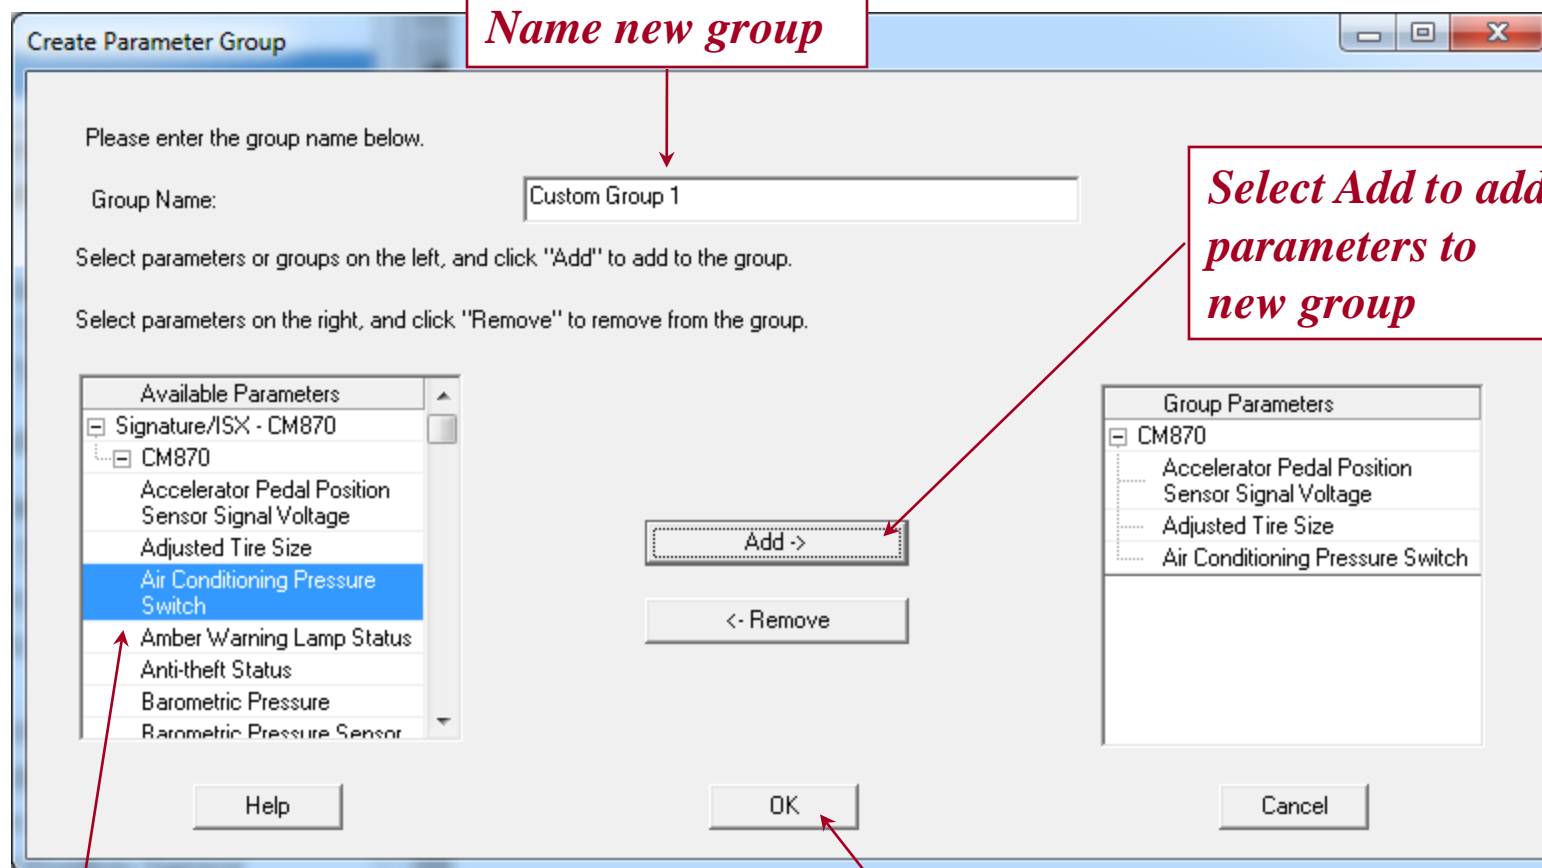 Name new group
Create Parameter Group
Please enter the group name below.
Group Name:
Custom Group 1
Select Add to add
parameters to
new group
Select parameters or groups on the left, and click "Add" to add to the group.
Select parameters on the right, and click "Remove" to remove from the group.
Available Parameters
Signature/ISX - CM870
CM870
Accelerator Pedal Position
Sensor Signal Voltage
Adjusted Tire Size
Air Conditioning Pressure
Switch
Amber Warning Lamp Status
Anti-theft Status
Barometric Pressure
Barometric Pressure Sensor
Add ->
<- Remove
Group Parameters
CM870
Accelerator Pedal Position
Sensor Signal Voltage
Adjusted Tire Size
Air Conditioning Pressure Switch
Help
OK
Cancel